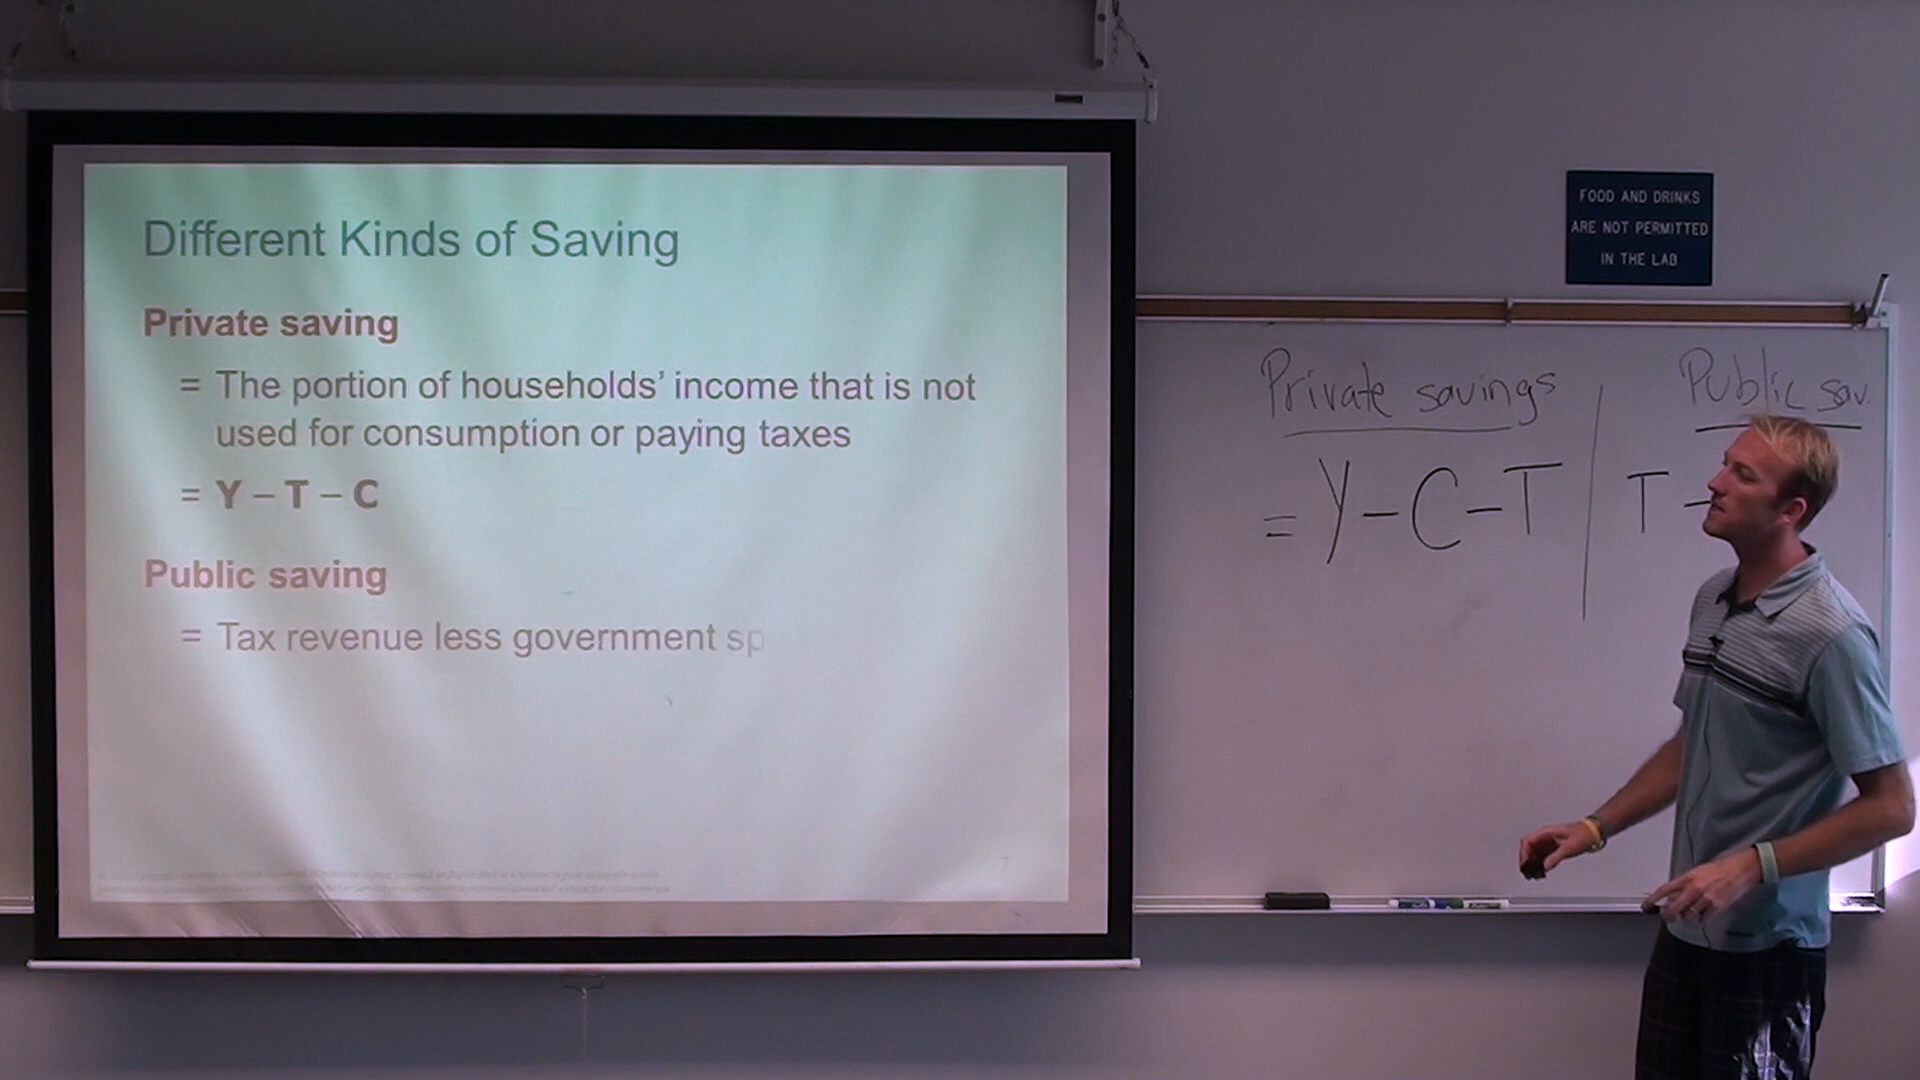 Different Kinds of Saving
Private saving
= The portion of households' income that is not
used for consumption or paying taxes
= Y – T – C
Public saving
= Tax revenue less government sp
FOOD AND DRINKS
ARE NOT PERMITTED
IN THE LAB
Private savings
= Y – C – T
Public sav.
T –